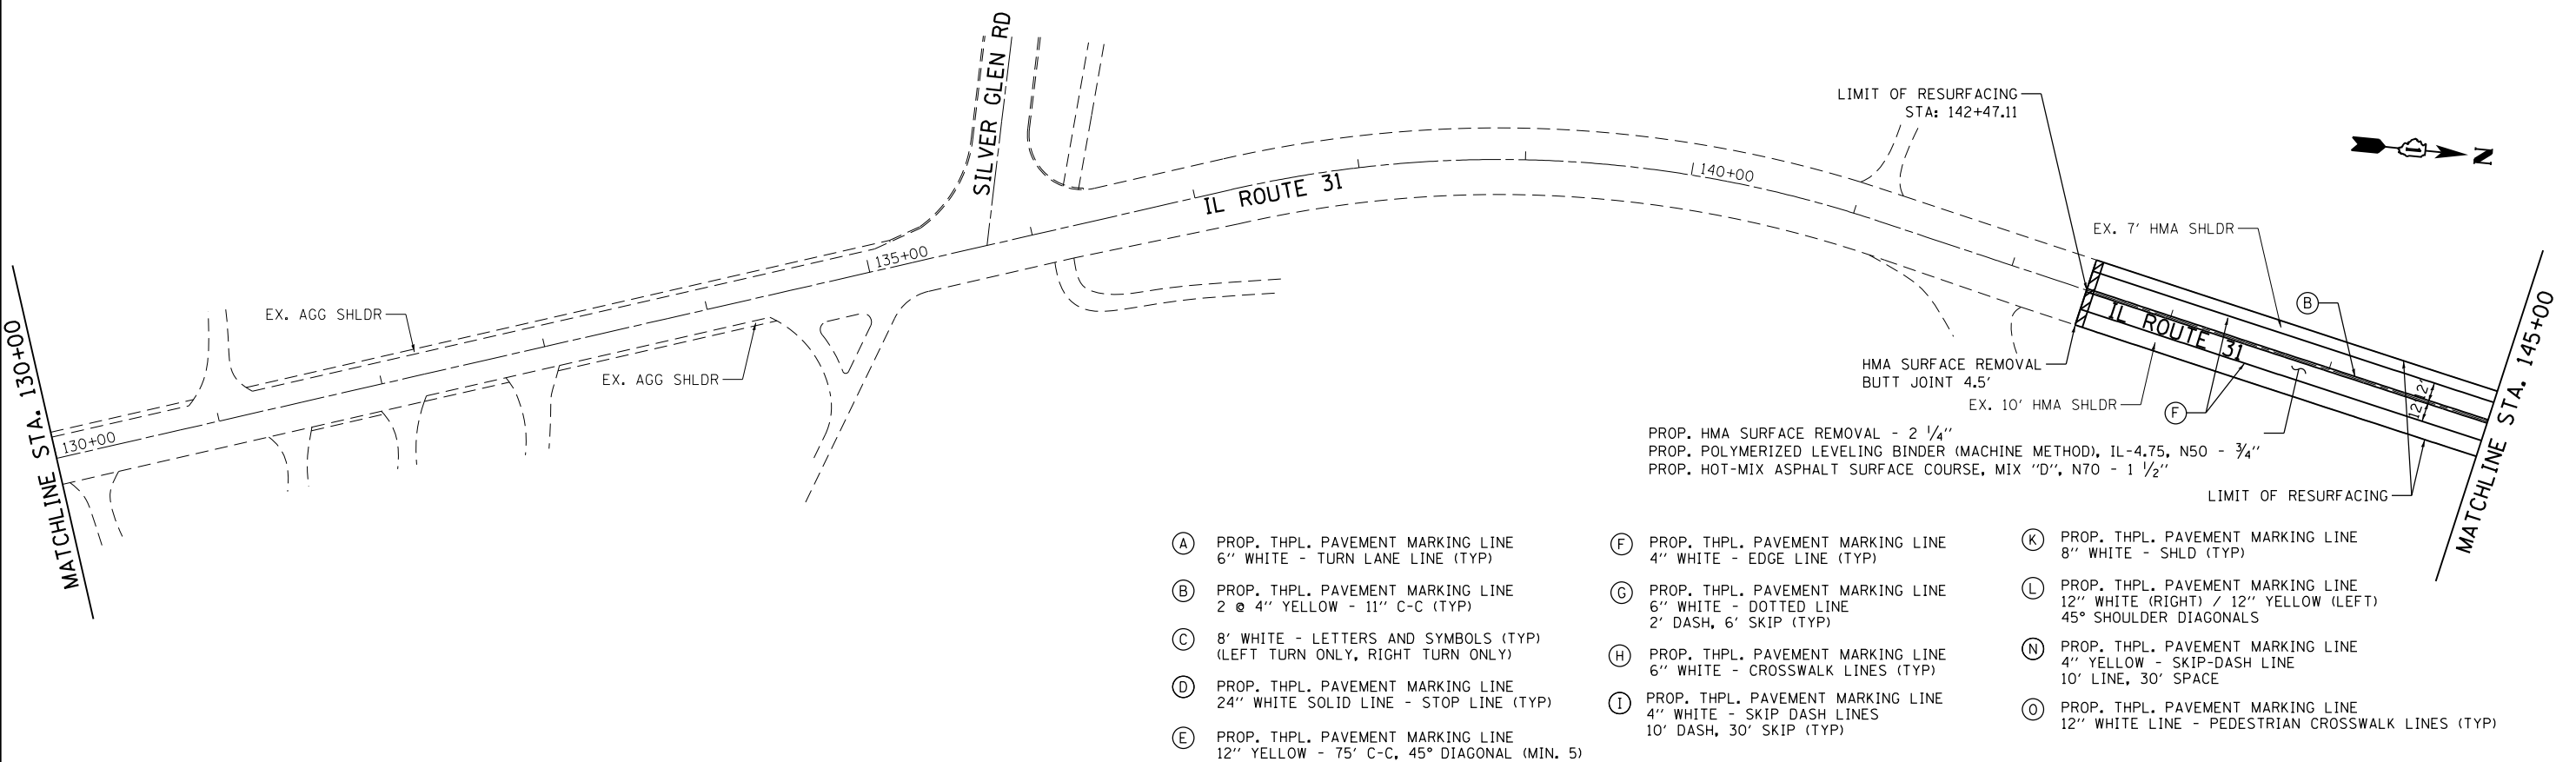 SILVER GLEN RD
LIMIT OF RESURFACING
STA: 142+47.11
N
140+00
IL ROUTE 31
EX. 7' HMA SHLDR
B
135+00
EX. AGG SHLDR
EX. AGG SHLDR
MATCHLINE STA. 130+00
130+00
IL ROUTE 31
MATCHLINE STA. 145+00
12'
12'
HMA SURFACE REMOVAL
BUTT JOINT 4.5'
EX. 10' HMA SHLDR
F
PROP. HMA SURFACE REMOVAL - 2 1/4"
PROP. POLYMERIZED LEVELING BINDER (MACHINE METHOD), IL-4.75, N50 - 3/4"
PROP. HOT-MIX ASPHALT SURFACE COURSE, MIX "D", N70 - 1 1/2"
LIMIT OF RESURFACING
A PROP. THPL. PAVEMENT MARKING LINE
6" WHITE - TURN LANE LINE (TYP)
B PROP. THPL. PAVEMENT MARKING LINE
2 @ 4" YELLOW - 11" C-C (TYP)
C 8' WHITE - LETTERS AND SYMBOLS (TYP)
(LEFT TURN ONLY, RIGHT TURN ONLY)
D PROP. THPL. PAVEMENT MARKING LINE
24" WHITE SOLID LINE - STOP LINE (TYP)
E PROP. THPL. PAVEMENT MARKING LINE
12" YELLOW - 75' C-C, 45° DIAGONAL (MIN. 5)
F PROP. THPL. PAVEMENT MARKING LINE
4" WHITE - EDGE LINE (TYP)
G PROP. THPL. PAVEMENT MARKING LINE
6" WHITE - DOTTED LINE
2' DASH, 6' SKIP (TYP)
H PROP. THPL. PAVEMENT MARKING LINE
6" WHITE - CROSSWALK LINES (TYP)
I PROP. THPL. PAVEMENT MARKING LINE
4" WHITE - SKIP DASH LINES
10' DASH, 30' SKIP (TYP)
K PROP. THPL. PAVEMENT MARKING LINE
8" WHITE - SHLD (TYP)
L PROP. THPL. PAVEMENT MARKING LINE
12" WHITE (RIGHT) / 12" YELLOW (LEFT)
45° SHOULDER DIAGONALS
N PROP. THPL. PAVEMENT MARKING LINE
4" YELLOW - SKIP-DASH LINE
10' LINE, 30' SPACE
O PROP. THPL. PAVEMENT MARKING LINE
12" WHITE LINE - PEDESTRIAN CROSSWALK LINES (TYP)